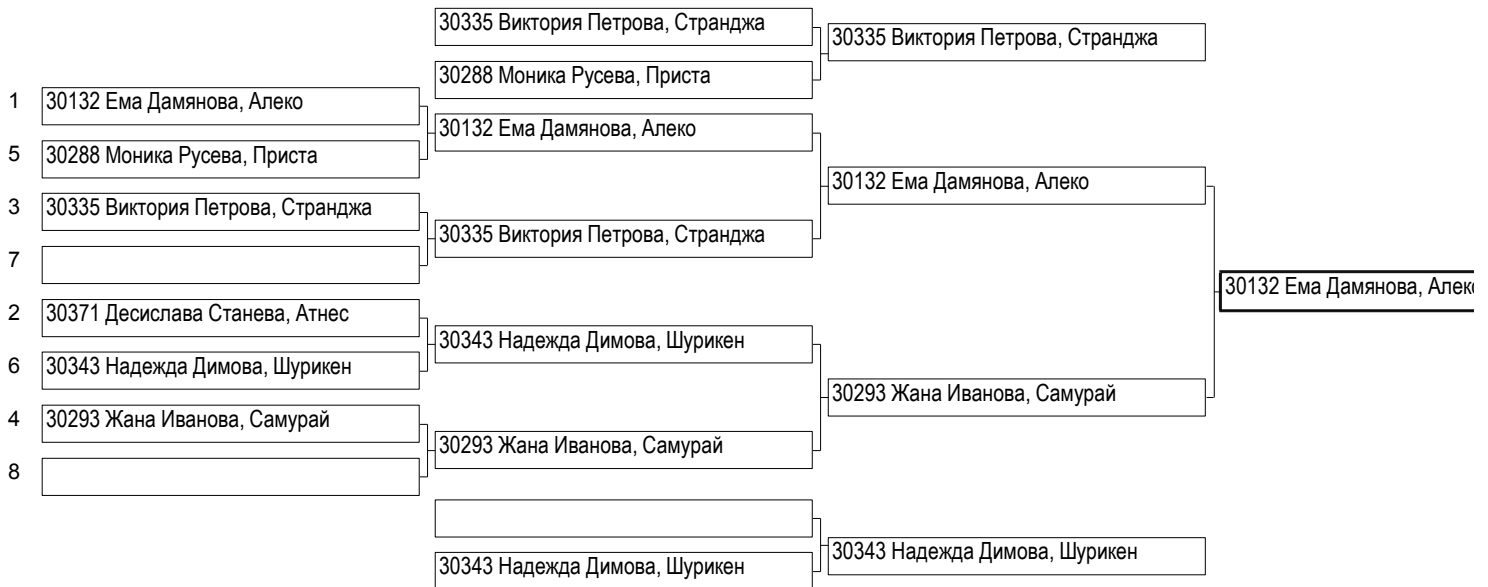 30335 Виктория Петрова, Странджа
30335 Виктория Петрова, Странджа
30288 Моника Русева, Приста
1 30132 Ема Дамянова, Алеко
30132 Ема Дамянова, Алеко
5 30288 Моника Русева, Приста
30132 Ема Дамянова, Алеко
3 30335 Виктория Петрова, Странджа
30335 Виктория Петрова, Странджа
7
30132 Ема Дамянова, Алеко
2 30371 Десислава Станева, Атнес
30343 Надежда Димова, Шурикен
6 30343 Надежда Димова, Шурикен
30293 Жана Иванова, Самурай
4 30293 Жана Иванова, Самурай
30293 Жана Иванова, Самурай
8
30343 Надежда Димова, Шурикен
30343 Надежда Димова, Шурикен